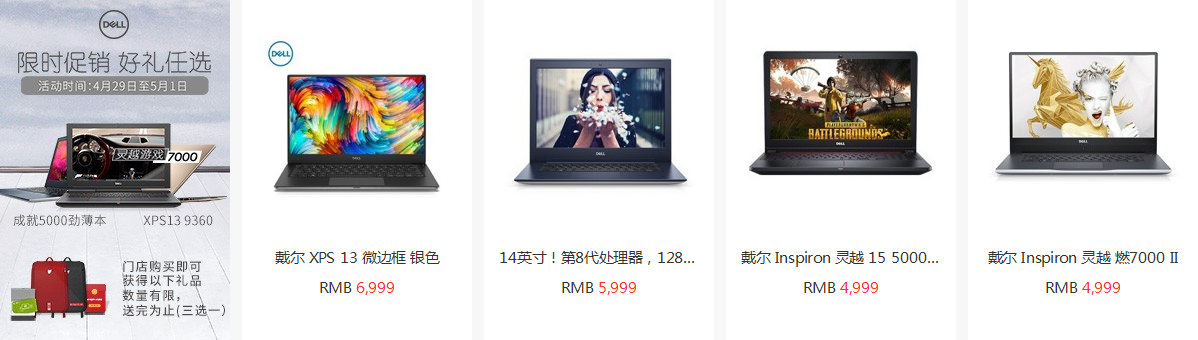 DELL
限时促销 好礼任选
活动时间:4月29日至5月1日
灵越游戏 7000
成就5000劲薄本
XPS13 9360
门店购买即可
获得以下礼品
数量有限，
送完为止(三选一)
DELL
戴尔 XPS 13 微边框 银色
RMB 6,999
DELL
14英寸！第8代处理器，128...
RMB 5,999
PLAYERUNKNOWN'S
BATTLEGROUNDS
DELL
戴尔 Inspiron 灵越 15 5000...
RMB 4,999
DELL
戴尔 Inspiron 灵越 燃7000 II
RMB 4,999